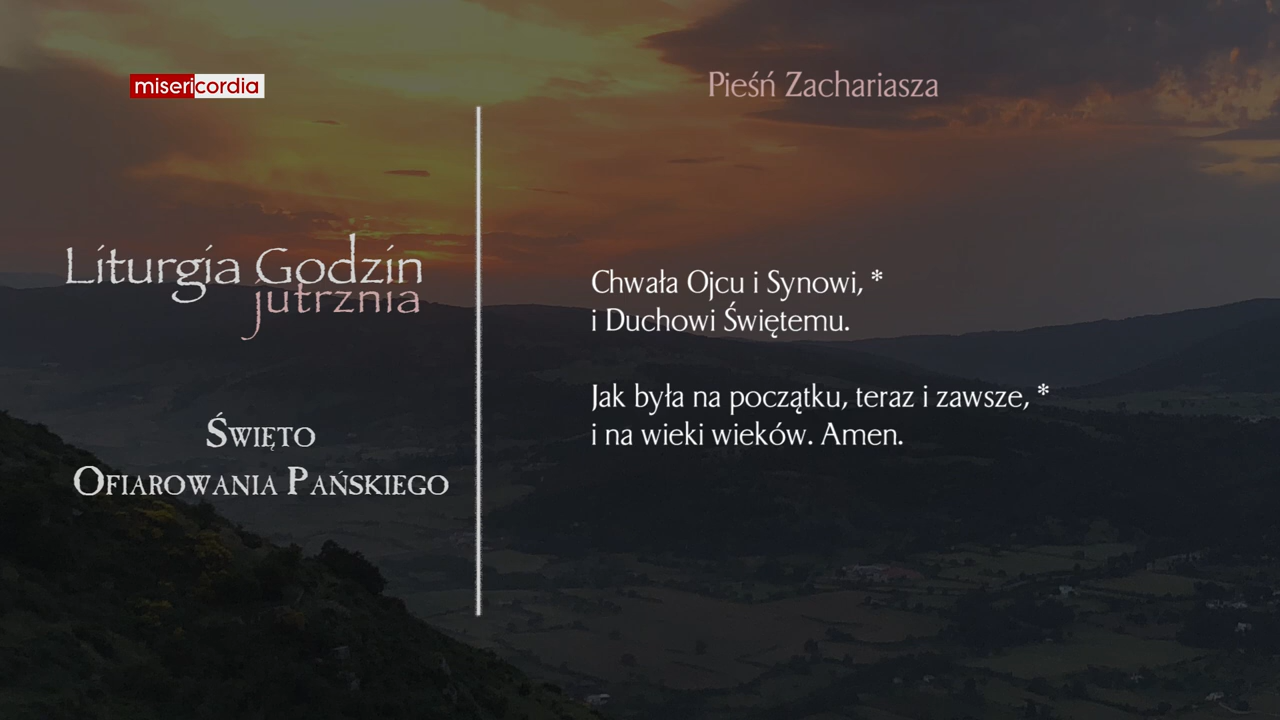 misericordia
Pieśń Zachariasza
Liturgia Godzin
jutrznia
Święto
Ofiarowania Pańskiego
Chwała Ojcu i Synowi, *
i Duchowi Świętemu.
Jak była na początku, teraz i zawsze, *
i na wieki wieków. Amen.